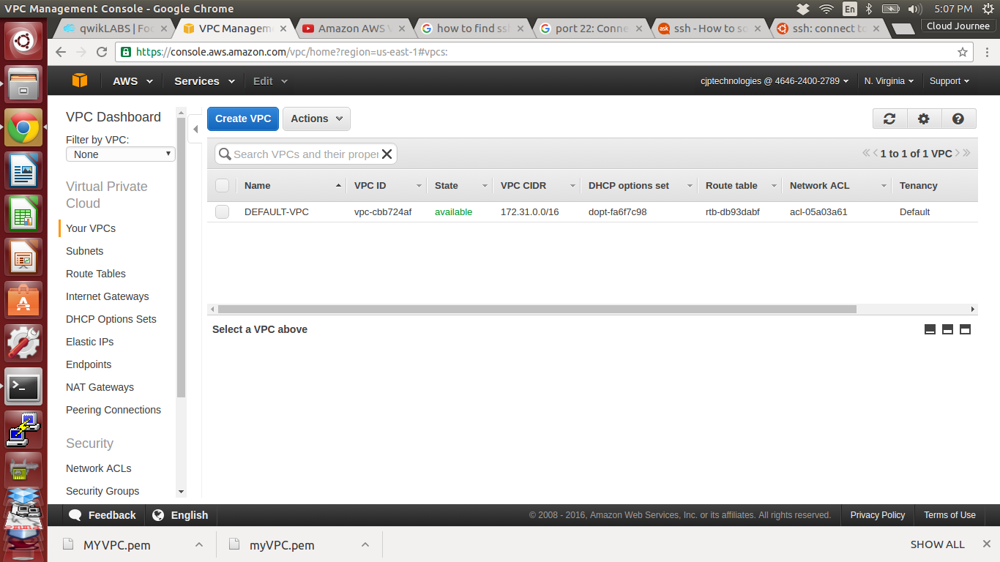 VPC Management Console - Google Chrome
En
5:07 PM
qwikLABS | Foc
VPC Managem
Amazon AWS V
how to find ssh
port 22: Conne
ssh - How to so
ssh: connect to
Cloud Journee
https://console.aws.amazon.com/vpc/home?region=us-east-1#vpcs:
AWS
Services
Edit
cjptechnologies @ 4646-2400-2789
N. Virginia
Support
VPC Dashboard
Filter by VPC:
None
Virtual Private
Cloud
Your VPCs
Subnets
Route Tables
Internet Gateways
DHCP Options Sets
Elastic IPs
Endpoints
NAT Gateways
Peering Connections
Security
Network ACLs
Security Groups
Create VPC
Actions
Search VPCs and their proper
1 to 1 of 1 VPC
Name VPC ID State VPC CIDR DHCP options set Route table Network ACL Tenancy
DEFAULT-VPC vpc-cbb724af available 172.31.0.0/16 dopt-fa6f7c98 rtb-db93dabf acl-05a03a61 Default
Select a VPC above
Feedback
English
© 2008 - 2016, Amazon Web Services, Inc. or its affiliates. All rights reserved.
Privacy Policy
Terms of Use
MYVPC.pem
myVPC.pem
SHOW ALL